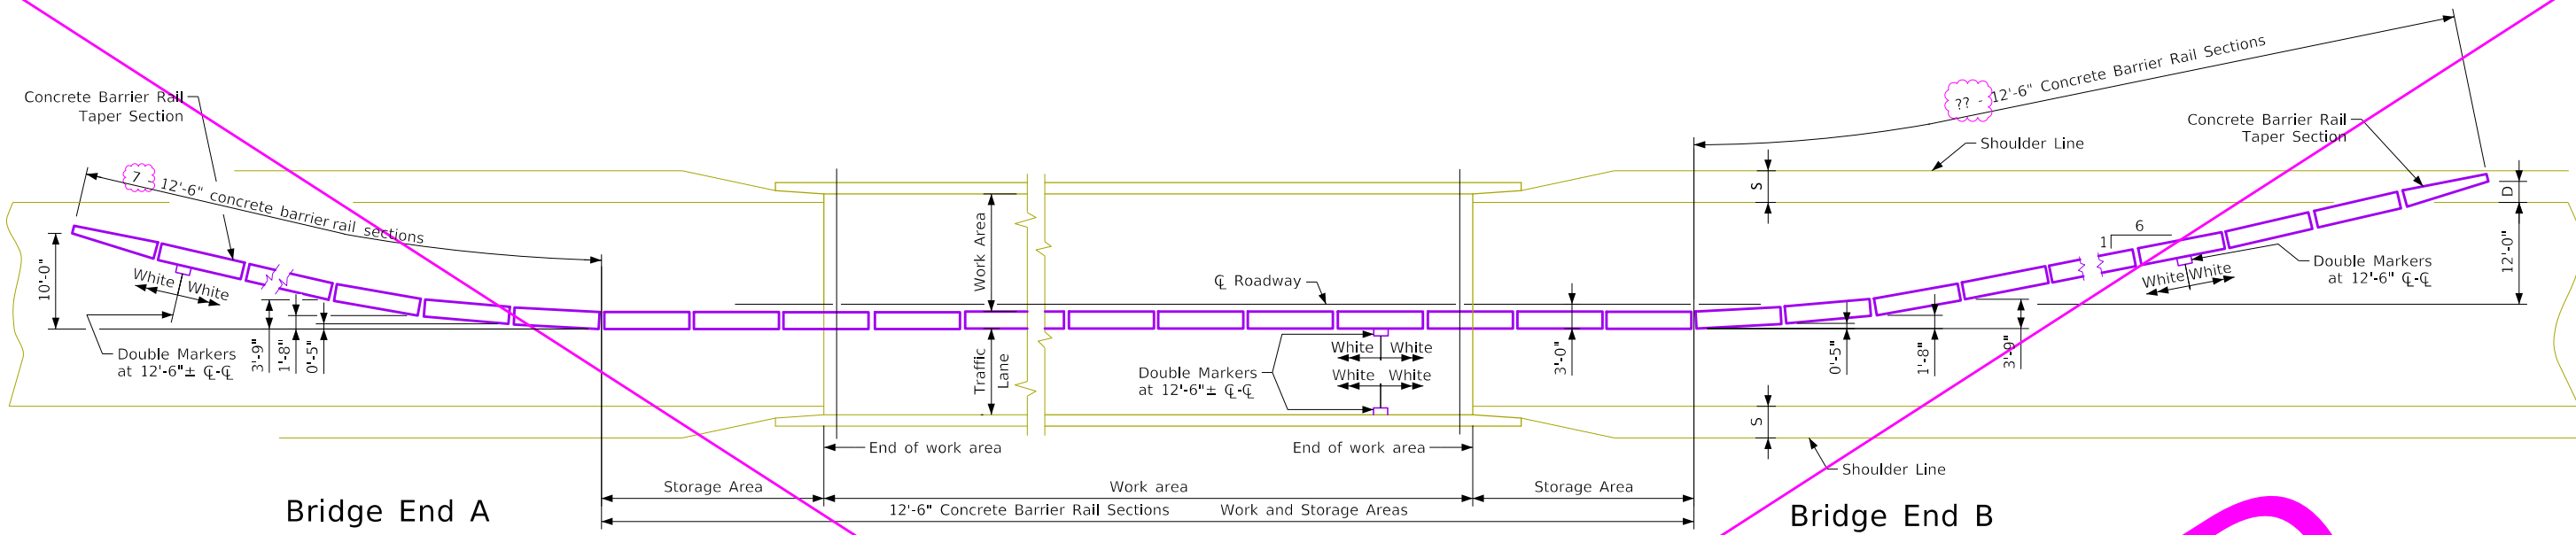 Concrete Barrier Rail
Taper Section
7 - 12'-6" concrete barrier rail sections
10'-0"
White
White
Double Markers
at 12'-6"± ℄-℄
3'-9"
1'-8"
0'-5"
Bridge End A
Work Area
Traffic
Lane
℄ Roadway
White
White
White
White
Double Markers
at 12'-6"± ℄-℄
3'-0"
End of work area
End of work area
Storage Area
Work area
Storage Area
12'-6" Concrete Barrier Rail Sections
Work and Storage Areas
?? - 12'-6" Concrete Barrier Rail Sections
Shoulder Line
Concrete Barrier Rail
Taper Section
S
D
12'-0"
6
1
White
White
Double Markers
at 12'-6" ℄-℄
0'-5"
1'-8"
3'-9"
S
Shoulder Line
Bridge End B